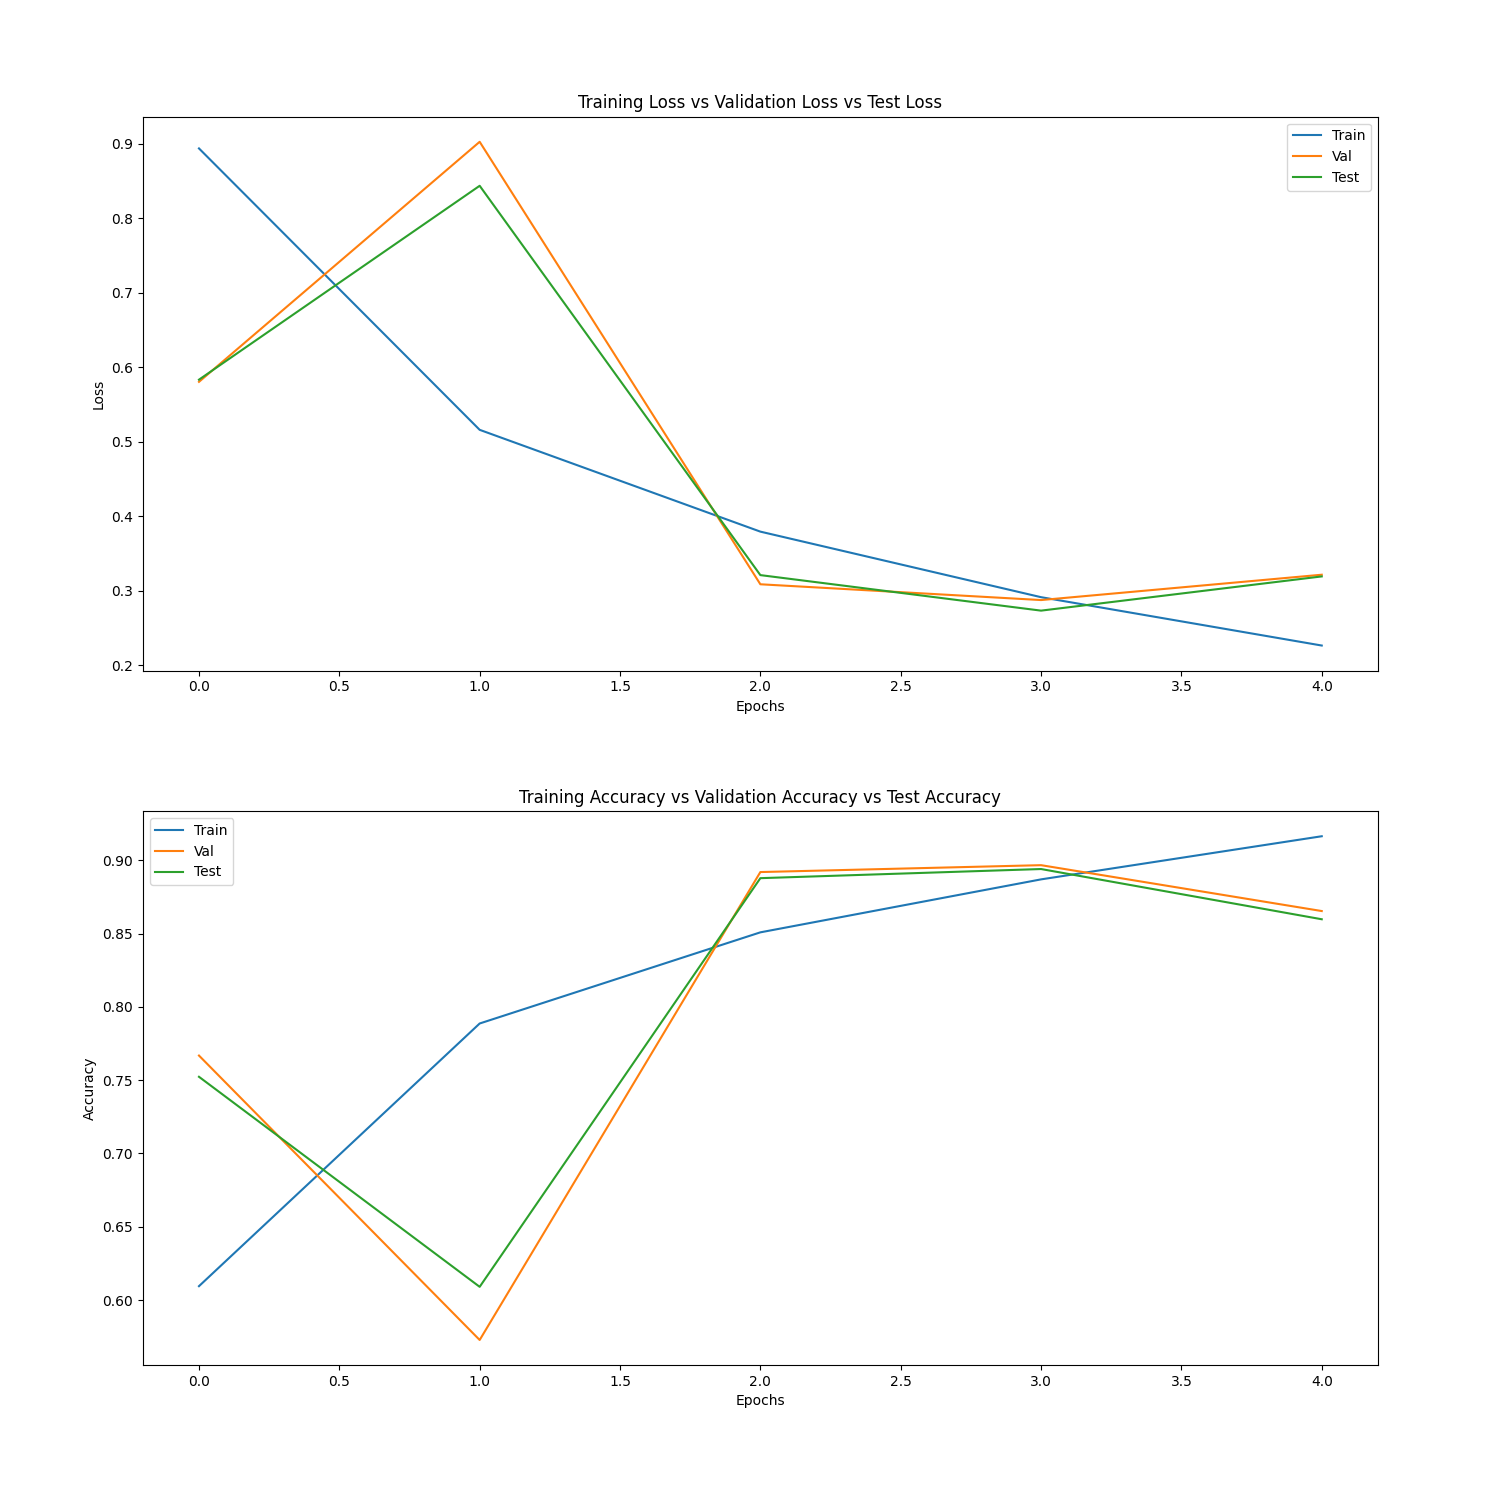 Training Loss vs Validation Loss vs Test Loss
Train
Val
Test
0.9
0.8
0.7
0.6
0.5
0.4
0.3
0.2
Loss
0.0 0.5 1.0 1.5 2.0 2.5 3.0 3.5 4.0
Epochs
Training Accuracy vs Validation Accuracy vs Test Accuracy
Train
Val
Test
0.90
0.85
0.80
0.75
0.70
0.65
0.60
Accuracy
0.0 0.5 1.0 1.5 2.0 2.5 3.0 3.5 4.0
Epochs